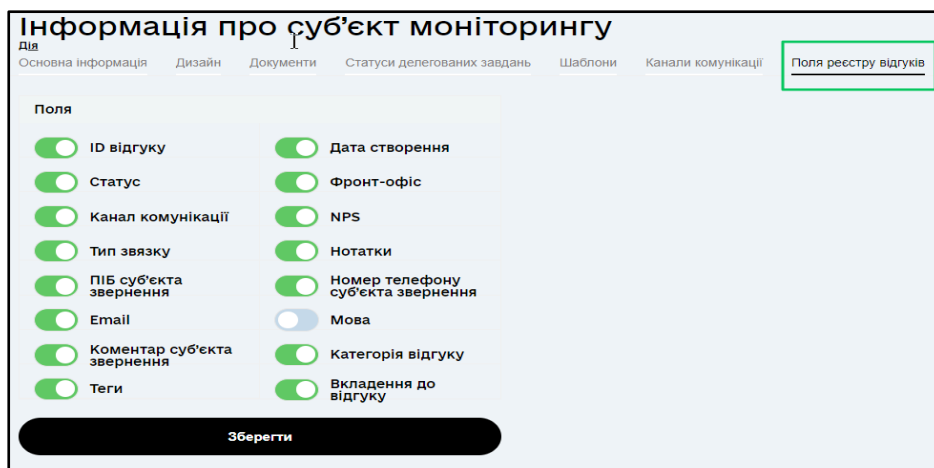 Інформація про суб’єкт моніторингу
Дія
Основна інформація Дизайн Документи Статуси делегованих завдань Шаблони Канали комунікації Поля реєстру відгуків
Поля
ID відгуку Дата створення
Статус Фронт-офіс
Канал комунікації NPS
Тип звязку Нотатки
ПІБ суб’єкта звернення
Номер телефону суб’єкта звернення
Email Мова
Коментар суб’єкта звернення
Категорія відгуку
Теги
Вкладення до відгуку
Зберегти